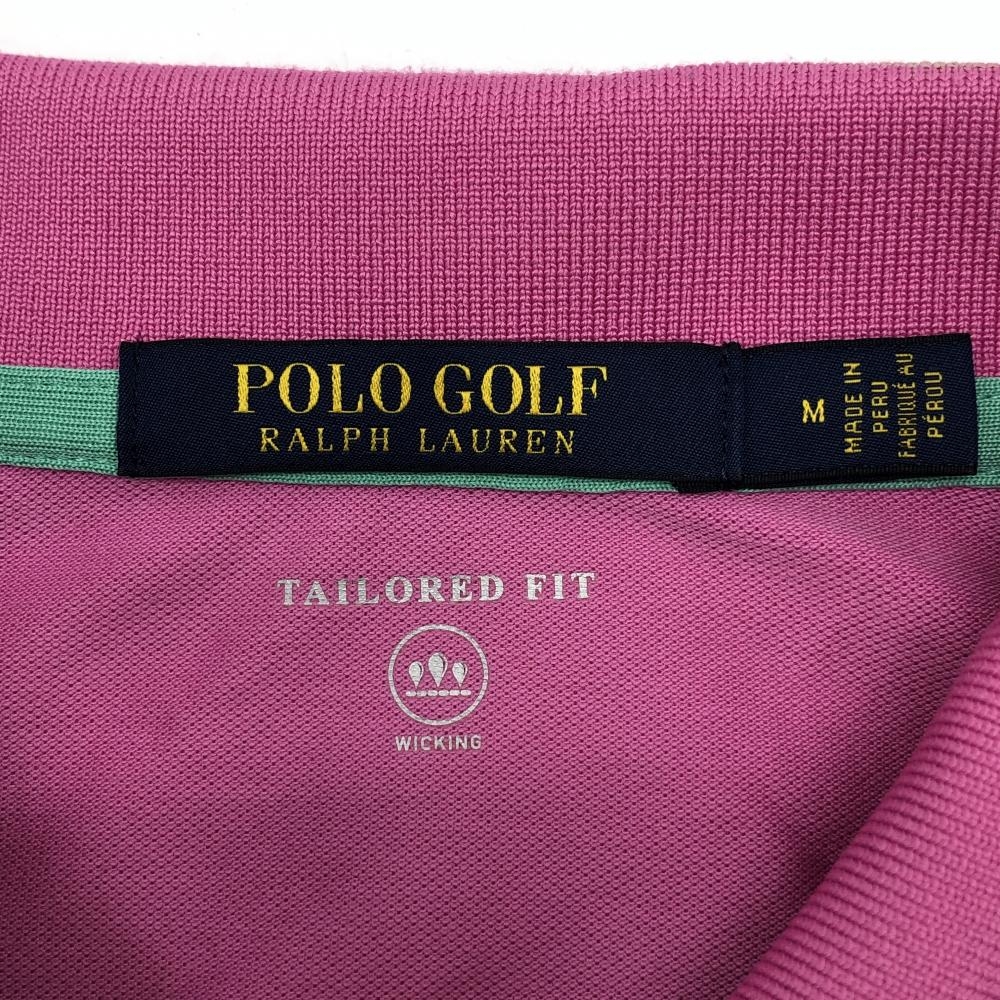 POLO GOLF
RALPH LAUREN
M
MADE IN
PERU
FABRIQUÉ AU
PÉROU
TAILORED FIT
WICKING